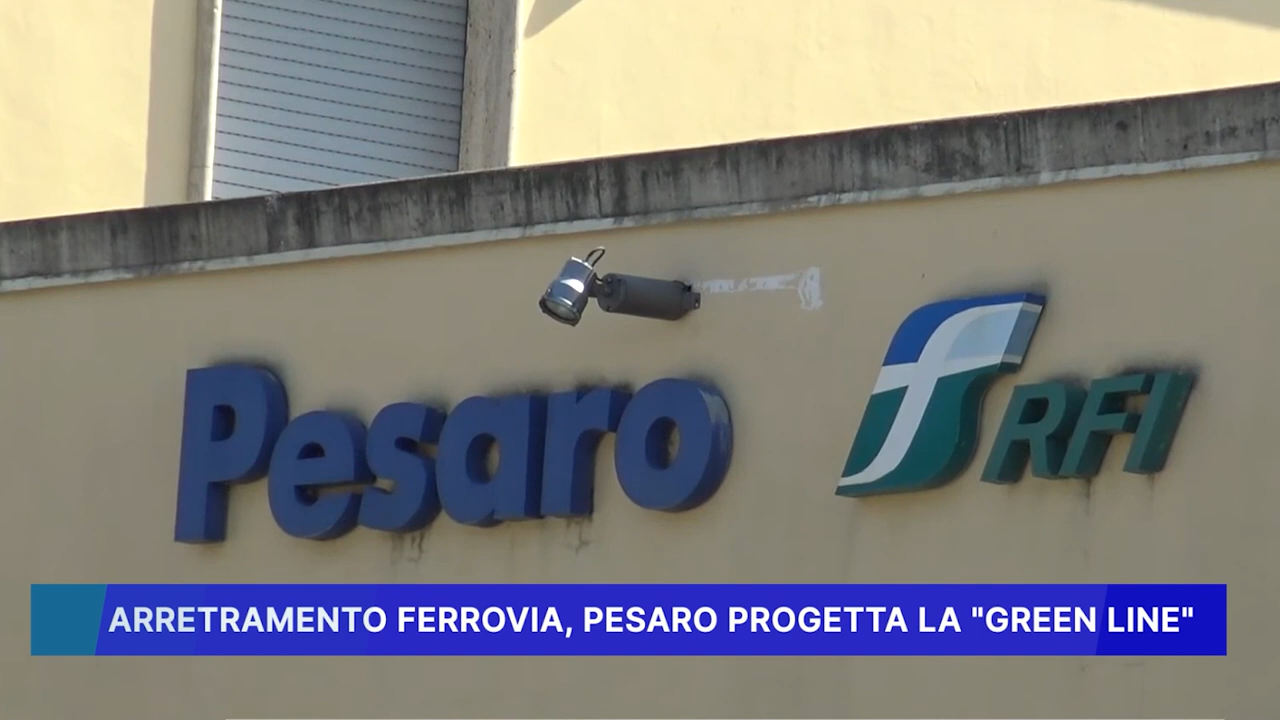 Pesaro
RFI
ARRETRAMENTO FERROVIA, PESARO PROGETTA LA "GREEN LINE"